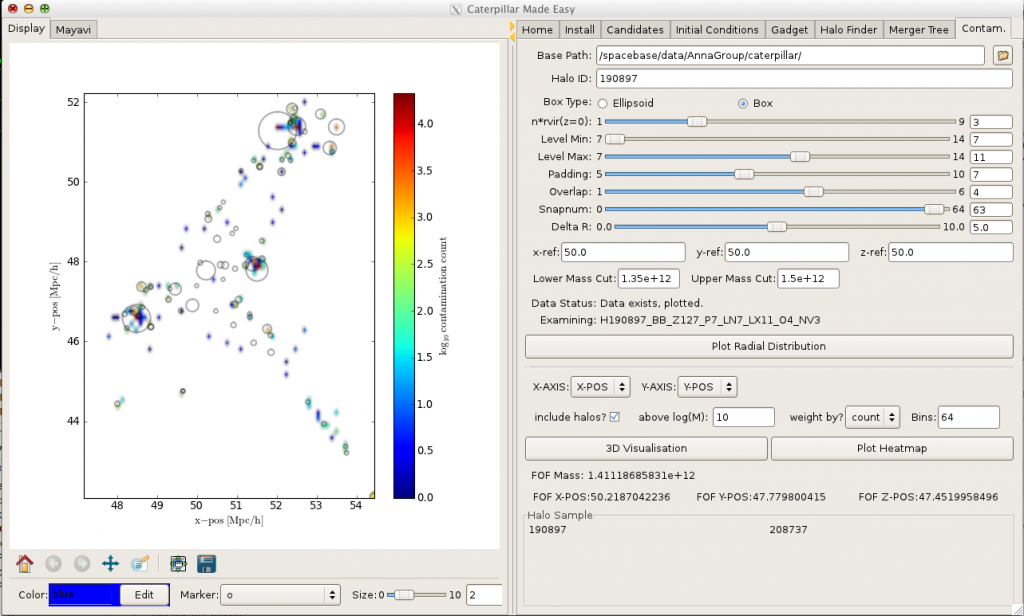 Caterpillar Made Easy
Display Mayavi
Home Install Candidates Initial Conditions Gadget Halo Finder Merger Tree Contam.
Base Path: /spacebase/data/AnnaGroup/caterpillar/
Halo ID: 190897
Box Type: Ellipsoid Box
n*rvir(z=0): 1 9 3
Level Min: 7 14 7
Level Max: 7 14 11
Padding: 5 10 7
Overlap: 1 6 4
Snapnum: 0 64 63
Delta R: 0.0 10.0 5.0
x-ref: 50.0 y-ref: 50.0 z-ref: 50.0
Lower Mass Cut: 1.35e+12 Upper Mass Cut: 1.5e+12
Data Status: Data exists, plotted.
Examining: H190897_BB_Z127_P7_LN7_LX11_O4_NV3
Plot Radial Distribution
X-AXIS: X-POS Y-AXIS: Y-POS
include halos? above log(M): 10 weight by? count Bins: 64
3D Visualisation Plot Heatmap
FOF Mass: 1.41118685831e+12
FOF X-POS:50.2187042236 FOF Y-POS:47.779800415 FOF Z-POS:47.4519958496
Halo Sample
190897 208737
52
50
48
46
44
y−pos [Mpc/h]
48 49 50 51 52 53 54
x−pos [Mpc/h]
4.0
3.5
3.0
2.5
2.0
1.5
1.0
0.5
0.0
log10 contamination count
Color: blue Edit Marker: o Size: 0 10 2